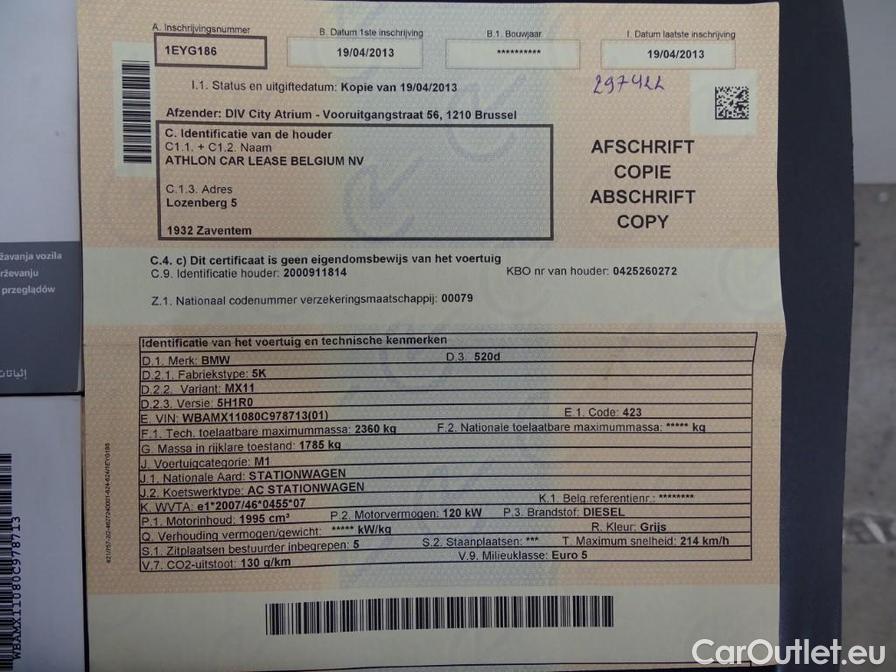 A. Inschrijvingsnummer
1EYG186
B. Datum 1ste inschrijving
19/04/2013
B.1. Bouwjaar
**********
I. Datum laatste inschrijving
19/04/2013
I.1. Status en uitgiftedatum: Kopie van 19/04/2013
297422
Afzender: DIV City Atrium - Vooruitgangstraat 56, 1210 Brussel
C. Identificatie van de houder
C1.1. + C1.2. Naam
ATHLON CAR LEASE BELGIUM NV
C.1.3. Adres
Lozenberg 5
1932 Zaventem
AFSCHRIFT
COPIE
ABSCHRIFT
COPY
C.4. c) Dit certificaat is geen eigendomsbewijs van het voertuig
C.9. Identificatie houder: 2000911814 KBO nr van houder: 0425260272
Z.1. Nationaal codenummer verzekeringsmaatschappij: 00079
Identificatie van het voertuig en technische kenmerken
D.1. Merk: BMW D.3. 520d
D.2.1. Fabriekstype: 5K
D.2.2. Variant: MX11
D.2.3. Versie: 5H1R0
E. VIN: WBAMX11080C978713(01) E.1. Code: 423
F.1. Tech. toelaatbare maximummassa: 2360 kg F.2. Nationale toelaatbare maximummassa: ***** kg
G. Massa in rijklare toestand: 1785 kg
J. Voertuigcategorie: M1
J.1. Nationale Aard: STATIONWAGEN
J.2. Koetswerktype: AC STATIONWAGEN
K. WVTA: e1*2007/46*0455*07 K.1. Belg.referentienr.: ********
P.1. Motorinhoud: 1995 cm³ P.2. Motorvermogen: 120 kW P.3. Brandstof: DIESEL
Q. Verhouding vermogen/gewicht: ***** kW/kg R. Kleur: Grijs
S.1. Zitplaatsen bestuurder inbegrepen: 5 S.2. Staanplaatsen: *** T. Maximum snelheid: 214 km/h
V.7. CO2-uitstoot: 130 g/km V.9. Milieuklasse: Euro 5
žavanja vozila
rževanju
przeglądów
WBAMX11080C978713
CarOutlet.eu